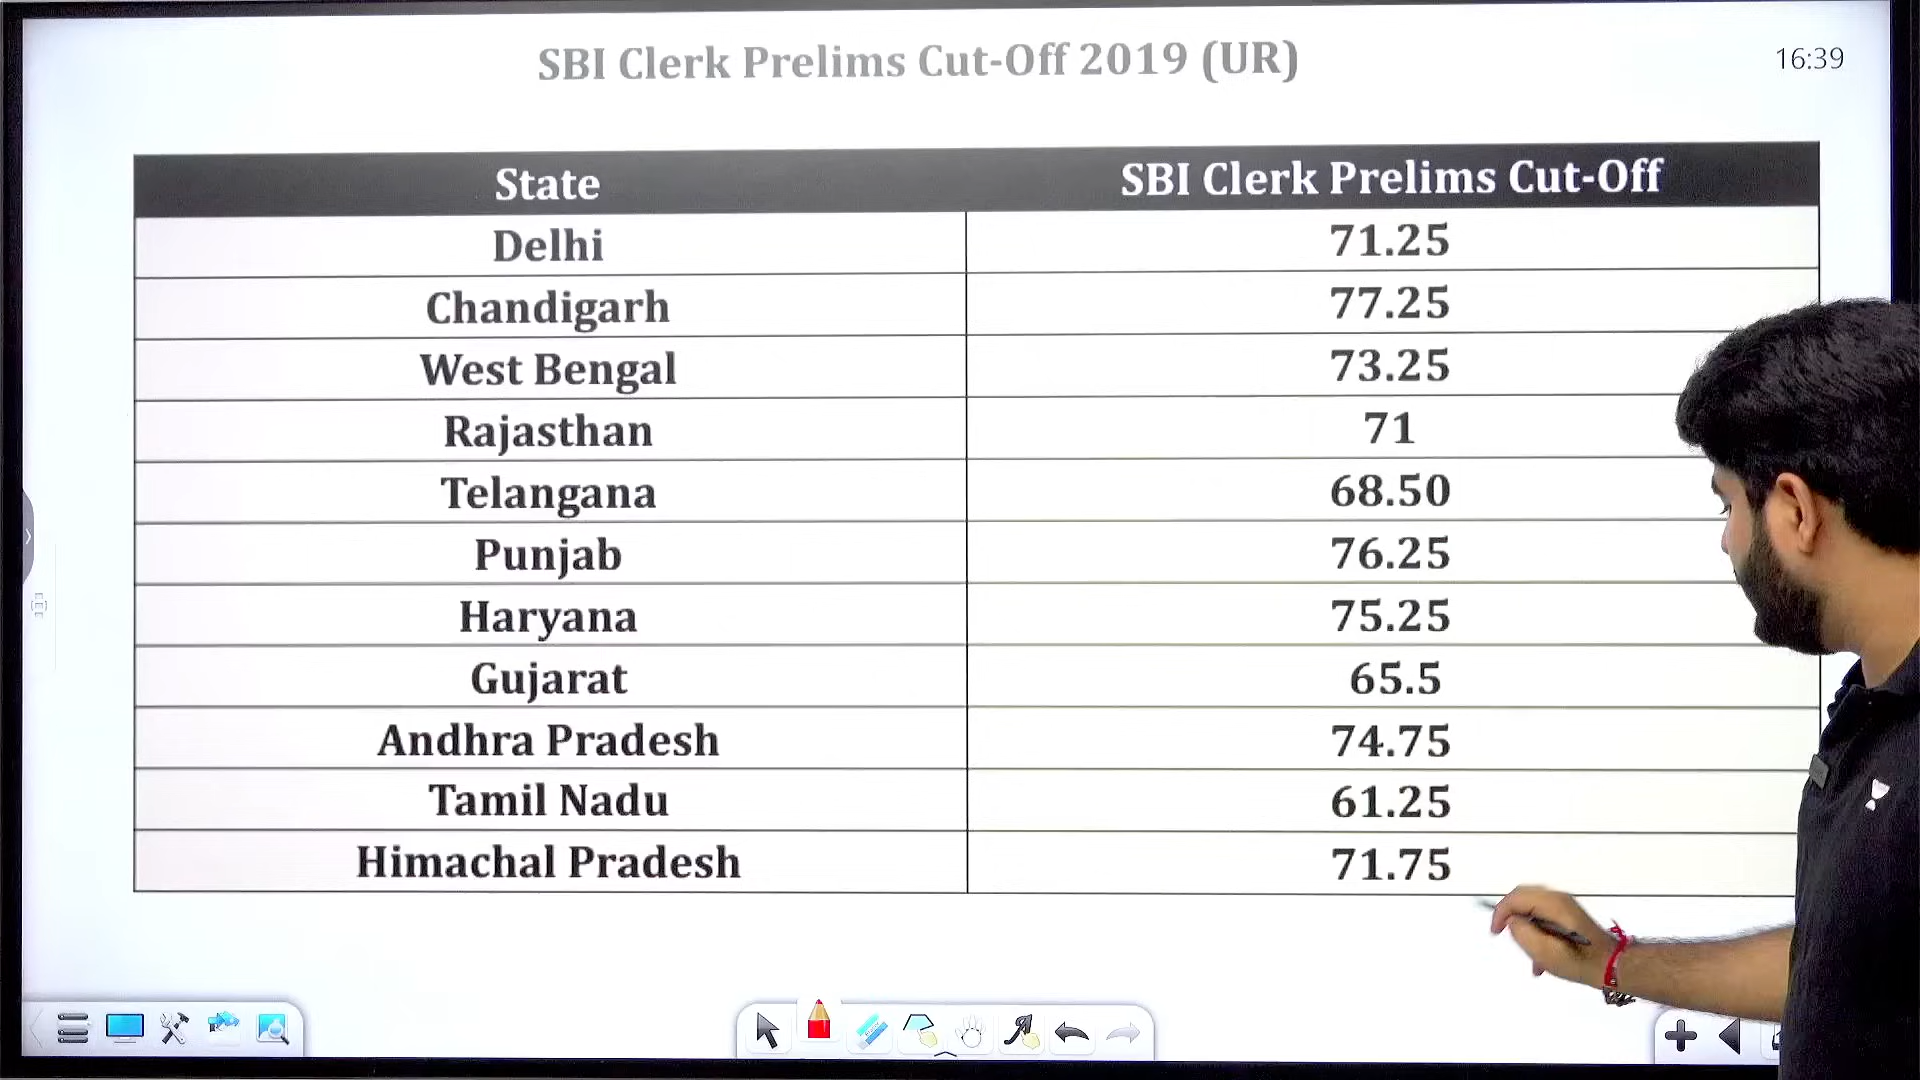 SBI Clerk Prelims Cut-Off 2019 (UR)
16:39
State SBI Clerk Prelims Cut-Off
Delhi 71.25
Chandigarh 77.25
West Bengal 73.25
Rajasthan 71
Telangana 68.50
Punjab 76.25
Haryana 75.25
Gujarat 65.5
Andhra Pradesh 74.75
Tamil Nadu 61.25
Himachal Pradesh 71.75